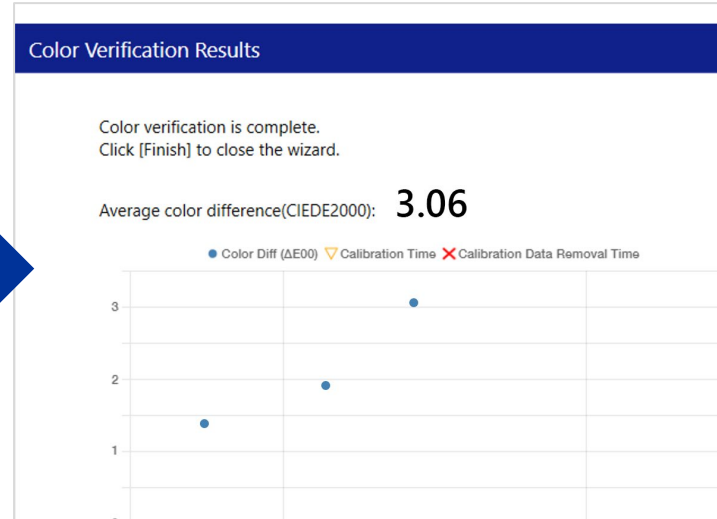 Color Verification Results
Color verification is complete.
Click [Finish] to close the wizard.
Average color difference(CIEDE2000): 3.06
Color Diff (ΔE00) Calibration Time Calibration Data Removal Time
3
2
1